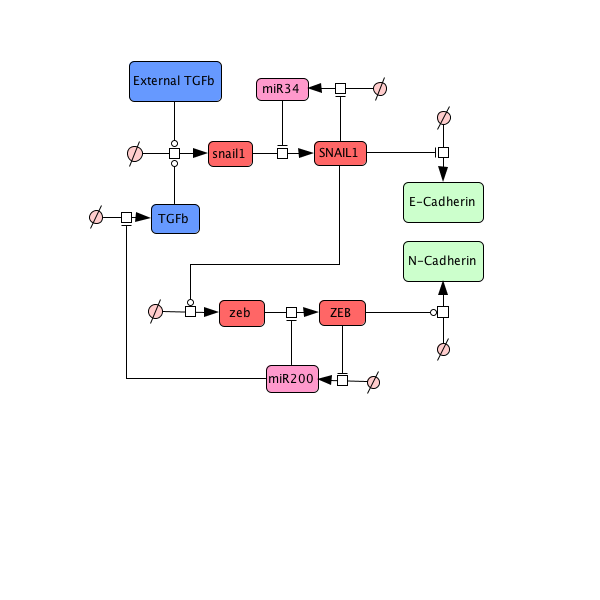 External TGFb
miR34
snail1
SNAIL1
E-Cadherin
TGFb
N-Cadherin
zeb
ZEB
miR200